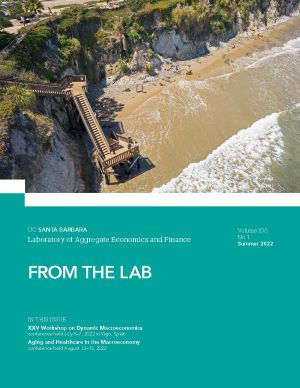 UC SANTA BARBARA
Laboratory of Aggregate Economics and Finance
Volume XVI
No. 1
Summer 2022
FROM THE LAB
IN THIS ISSUE
XXV Workshop on Dynamic Macroeconomics
conference held July 5-7, 2022 in Vigo, Spain
Aging and Healthcare in the Macroeconomy
conference held August 12-13, 2022